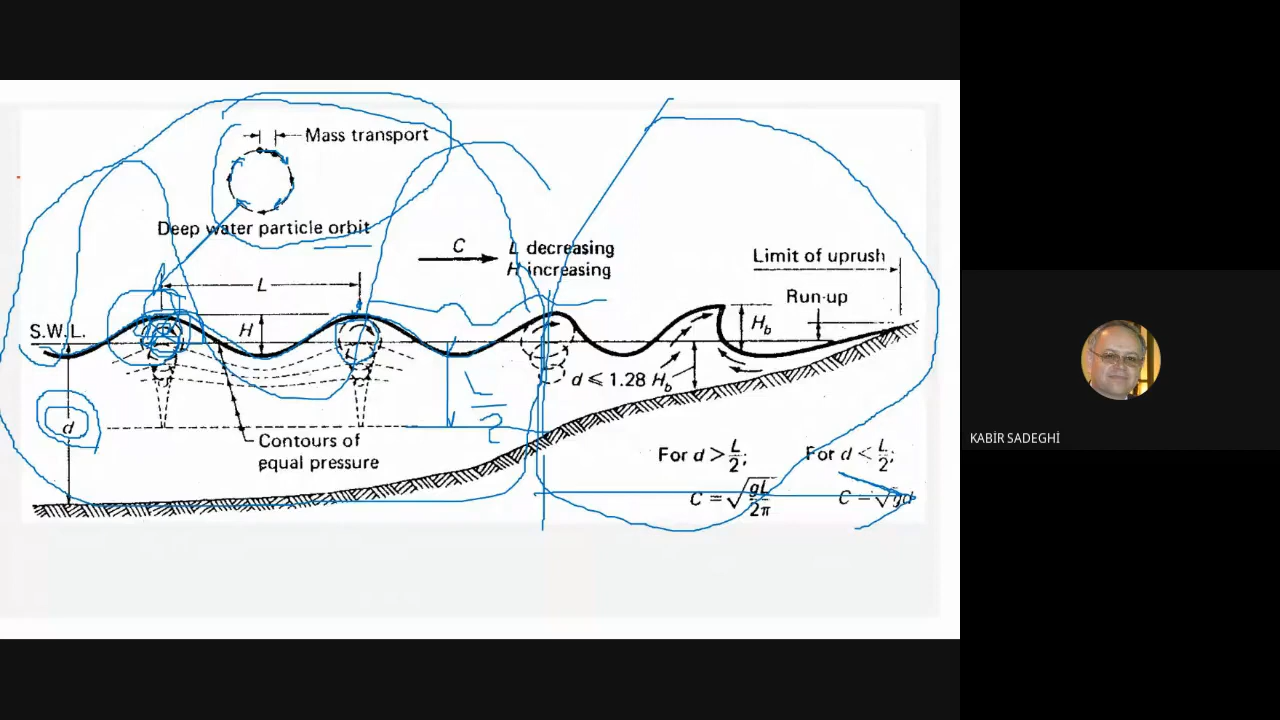 Mass transport
Deep water particle orbit
C
L decreasing
H increasing
Limit of uprush
L
Run-up
S.W.L.
H
H_b
d ≤ 1.28 H_b
L/2
d
Contours of
equal pressure
For d > L/2;
For d < L/2;
C = √(gL/2π)
C = √gd
KABİR SADEGHİ